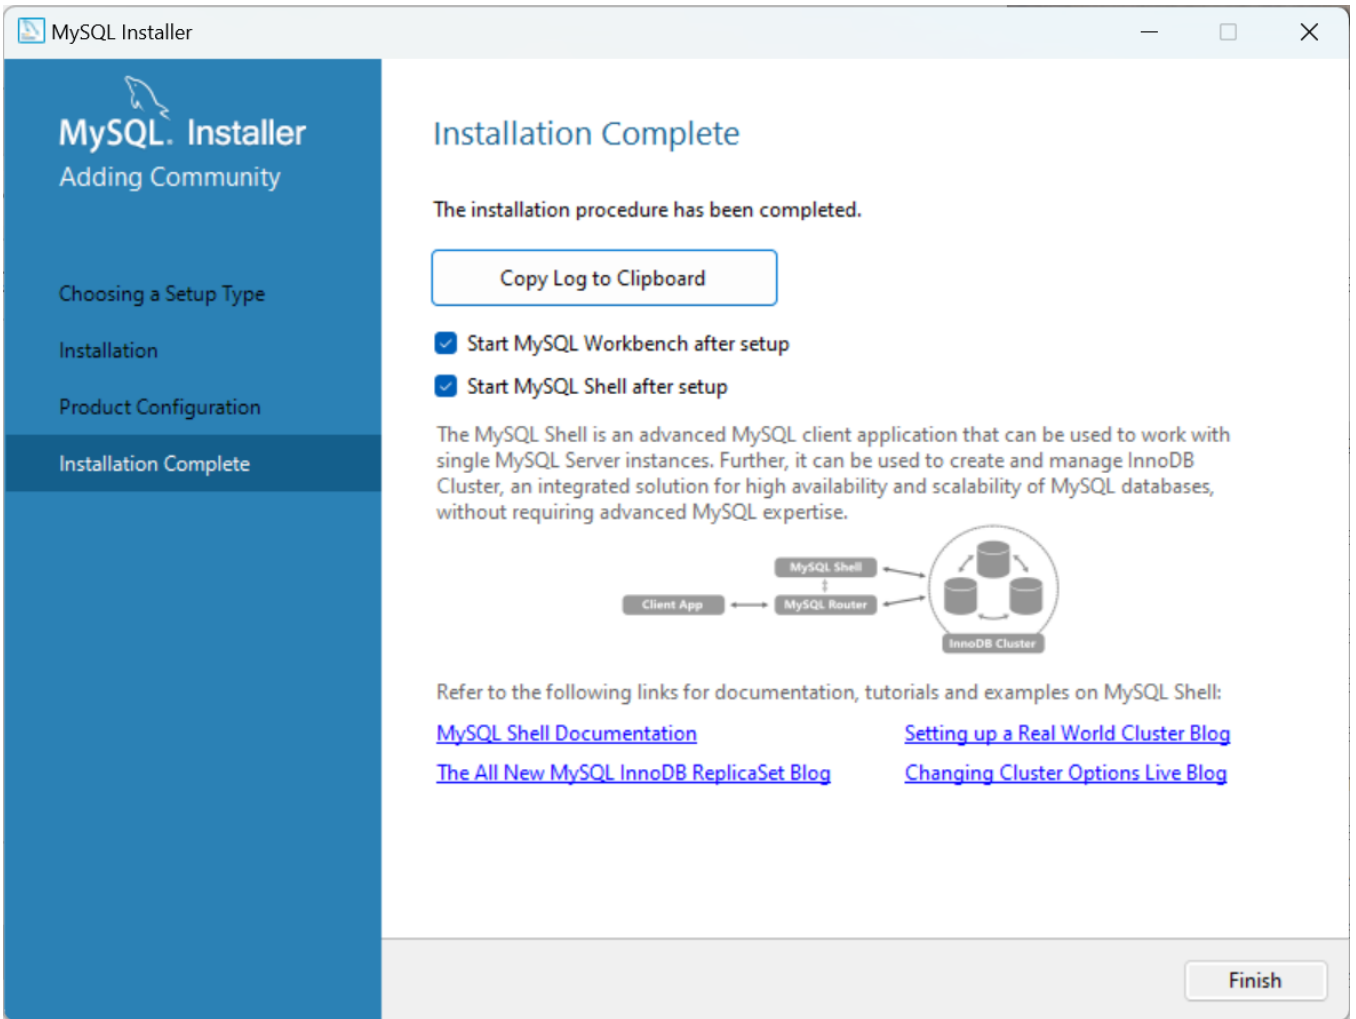 MySQL Installer
MySQL. Installer
Adding Community
Choosing a Setup Type
Installation
Product Configuration
Installation Complete
Installation Complete
The installation procedure has been completed.
Copy Log to Clipboard
Start MySQL Workbench after setup
Start MySQL Shell after setup
The MySQL Shell is an advanced MySQL client application that can be used to work with
single MySQL Server instances. Further, it can be used to create and manage InnoDB
Cluster, an integrated solution for high availability and scalability of MySQL databases,
without requiring advanced MySQL expertise.
MySQL Shell
Client App
MySQL Router
InnoDB Cluster
Refer to the following links for documentation, tutorials and examples on MySQL Shell:
MySQL Shell Documentation
Setting up a Real World Cluster Blog
The All New MySQL InnoDB ReplicaSet Blog
Changing Cluster Options Live Blog
Finish